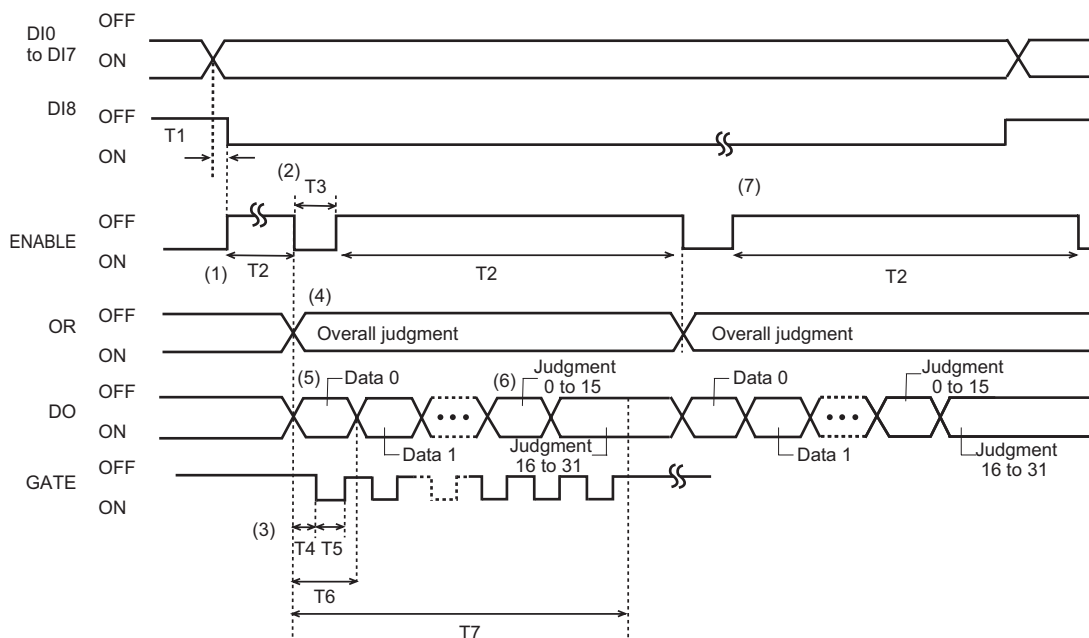 DI0
to DI7
OFF
ON
DI8
OFF
ON
T1
ENABLE
OFF
ON
(1)
T2
(2)
T3
T2
(7)
T2
OR
OFF
ON
(4)
Overall judgment
Overall judgment
DO
OFF
ON
(5)
Data 0
Data 1
(6)
Judgment
0 to 15
Judgment
16 to 31
Data 0
Data 1
Judgment
0 to 15
Judgment
16 to 31
GATE
OFF
ON
(3)
T4
T5
T6
T7